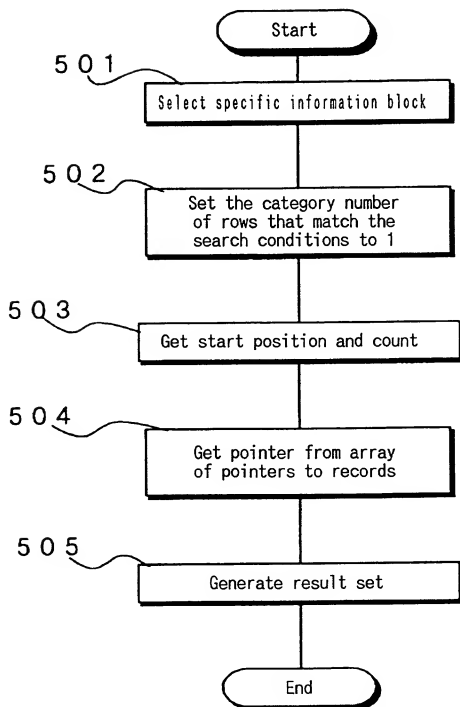 Start
501
Select specific information block
502
Set the category number
of rows that match the
search conditions to 1
503
Get start position and count
504
Get pointer from array
of pointers to records
505
Generate result set
End